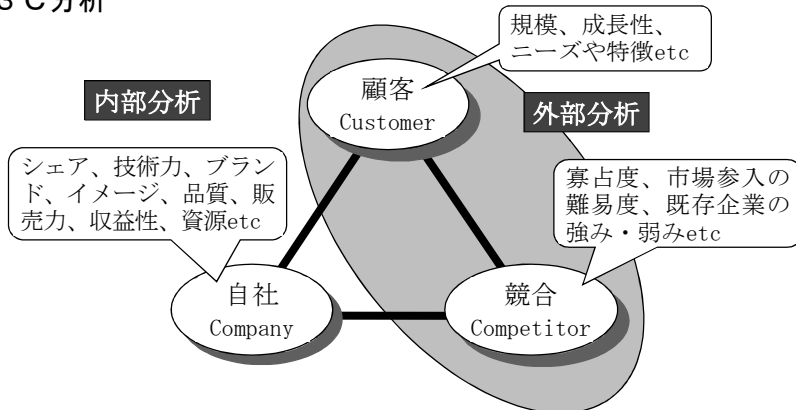 ３Ｃ分析
規模、成長性、
ニーズや特徴etc
顧客
Customer
内部分析
外部分析
シェア、技術力、ブラン
ド、イメージ、品質、販
売力、収益性、資源etc
寡占度、市場参入の
難易度、既存企業の
強み・弱みetc
自社
Company
競合
Competitor